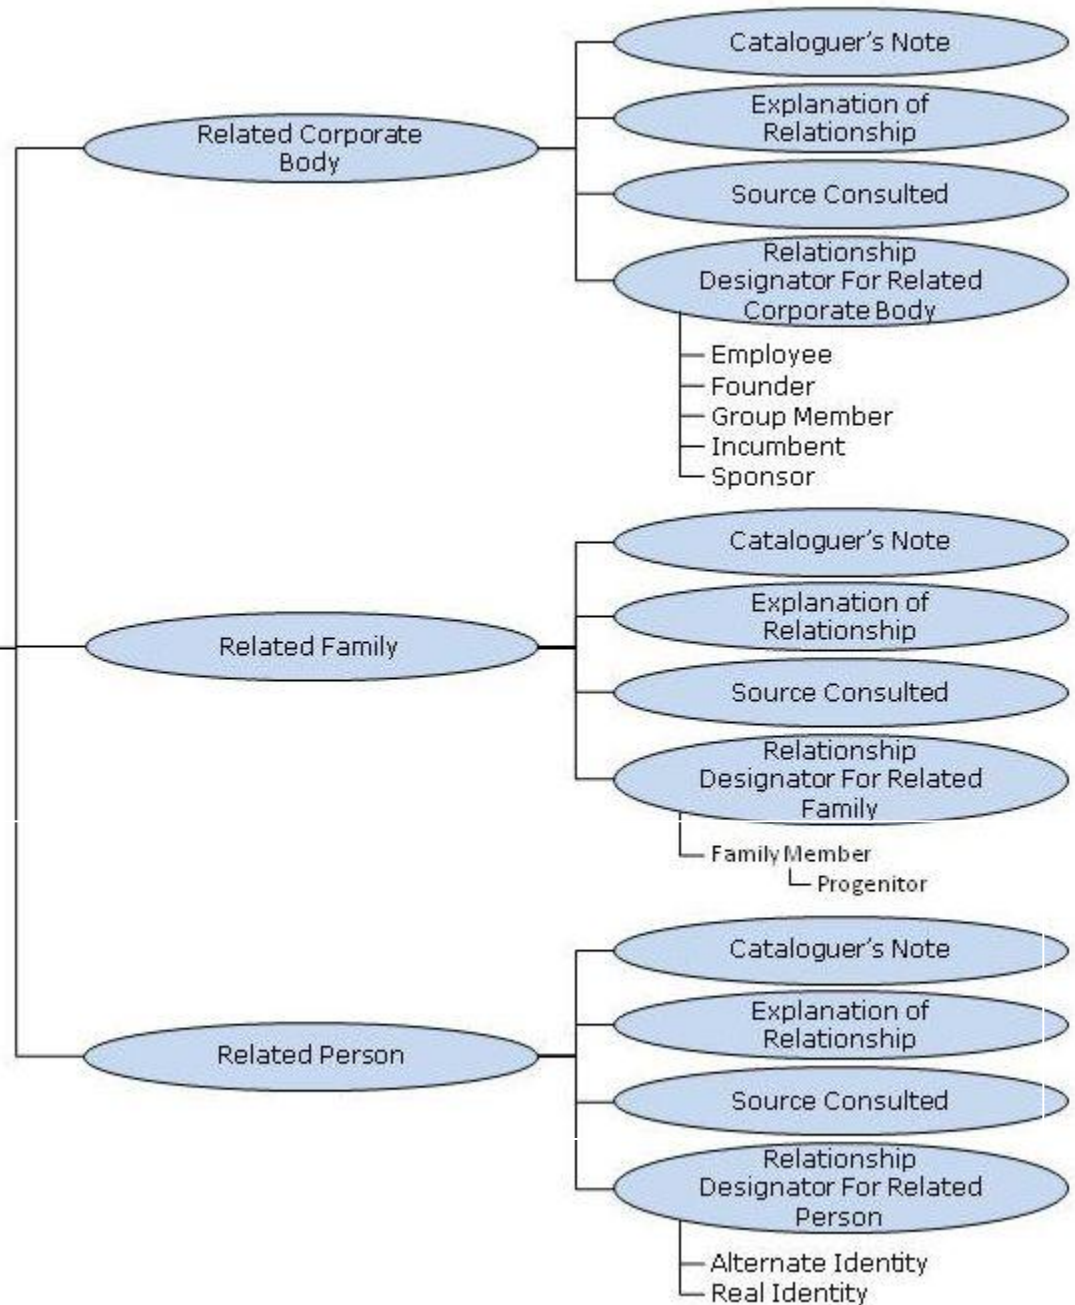 Related Corporate
Body
Cataloguer's Note
Explanation of
Relationship
Source Consulted
Relationship
Designator For Related
Corporate Body
Employee
Founder
Group Member
Incumbent
Sponsor
Related Family
Cataloguer's Note
Explanation of
Relationship
Source Consulted
Relationship
Designator For Related
Family
Family Member
Progenitor
Related Person
Cataloguer's Note
Explanation of
Relationship
Source Consulted
Relationship
Designator For Related
Person
Alternate Identity
Real Identity